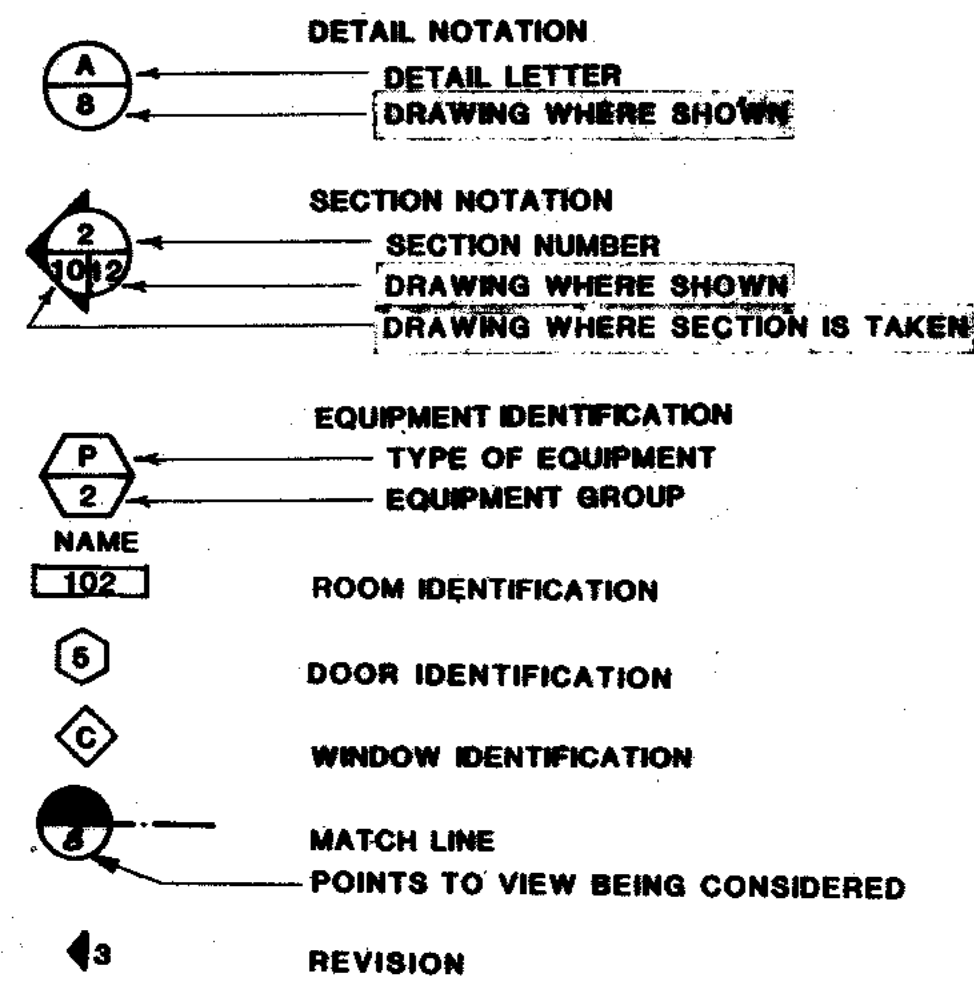 DETAIL NOTATION
A
DETAIL LETTER
8
DRAWING WHERE SHOWN
SECTION NOTATION
2
SECTION NUMBER
10 12
DRAWING WHERE SHOWN
DRAWING WHERE SECTION IS TAKEN
EQUIPMENT IDENTIFICATION
P
TYPE OF EQUIPMENT
2
EQUIPMENT GROUP
NAME
102
ROOM IDENTIFICATION
5
DOOR IDENTIFICATION
C
WINDOW IDENTIFICATION
MATCH LINE
POINTS TO VIEW BEING CONSIDERED
3
REVISION